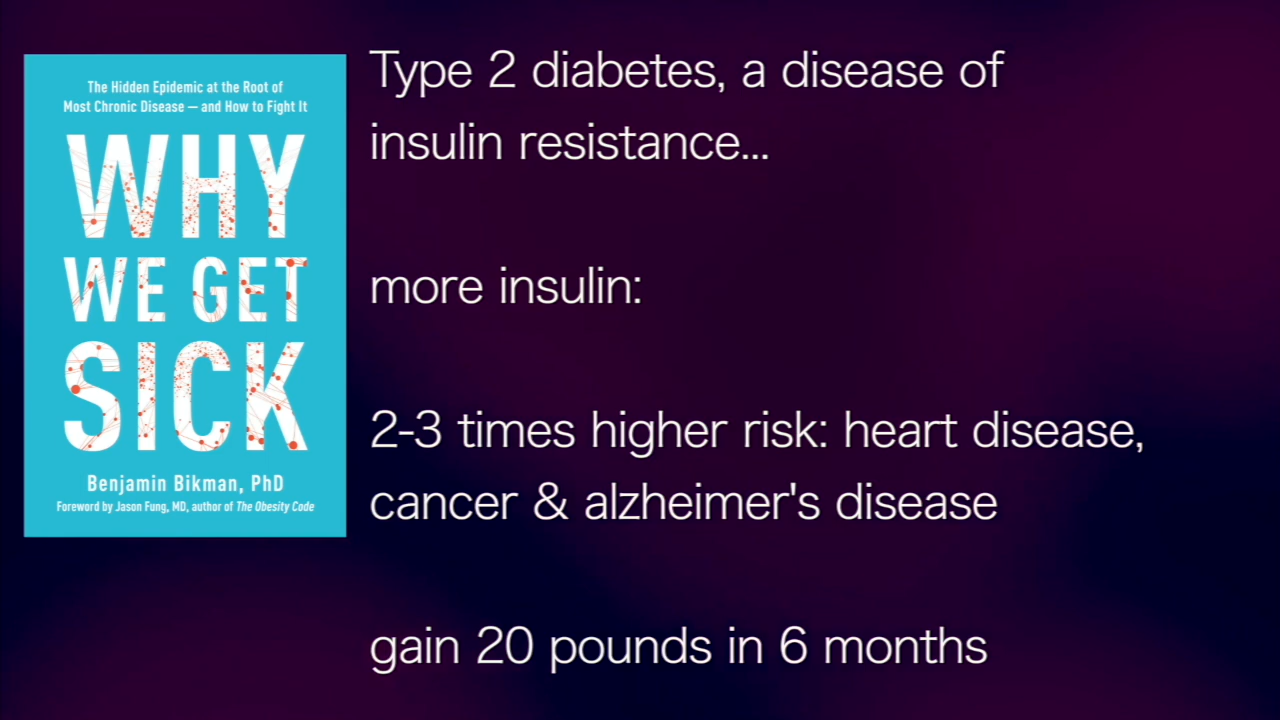 The Hidden Epidemic at the Root of
Most Chronic Disease — and How to Fight It
WHY
WE GET
SICK
Benjamin Bikman, PhD
Foreword by Jason Fung, MD, author of The Obesity Code
Type 2 diabetes, a disease of
insulin resistance...
more insulin:
2-3 times higher risk: heart disease,
cancer & alzheimer's disease
gain 20 pounds in 6 months